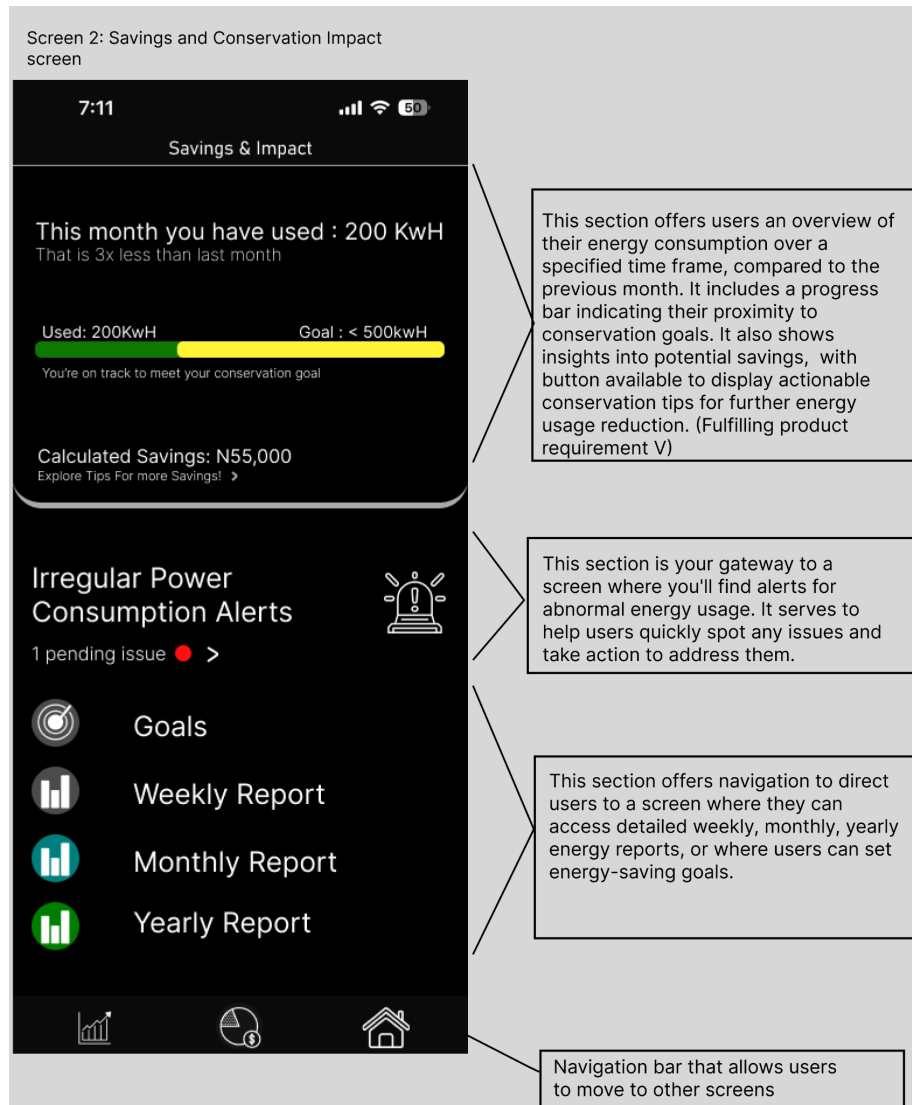 Screen 2: Savings and Conservation Impact
screen
7:11
50
Savings & Impact
This month you have used : 200 KwH
That is 3x less than last month
Used: 200KwH
Goal : < 500kwH
You're on track to meet your conservation goal
Calculated Savings: N55,000
Explore Tips For more Savings! >
This section offers users an overview of
their energy consumption over a
specified time frame, compared to the
previous month. It includes a progress
bar indicating their proximity to
conservation goals. It also shows
insights into potential savings, with
button available to display actionable
conservation tips for further energy
usage reduction. (Fulfilling product
requirement V)
Irregular Power
Consumption Alerts
1 pending issue >
This section is your gateway to a
screen where you'll find alerts for
abnormal energy usage. It serves to
help users quickly spot any issues and
take action to address them.
Goals
Weekly Report
Monthly Report
Yearly Report
This section offers navigation to direct
users to a screen where they can
access detailed weekly, monthly, yearly
energy reports, or where users can set
energy-saving goals.
$
Navigation bar that allows users
to move to other screens